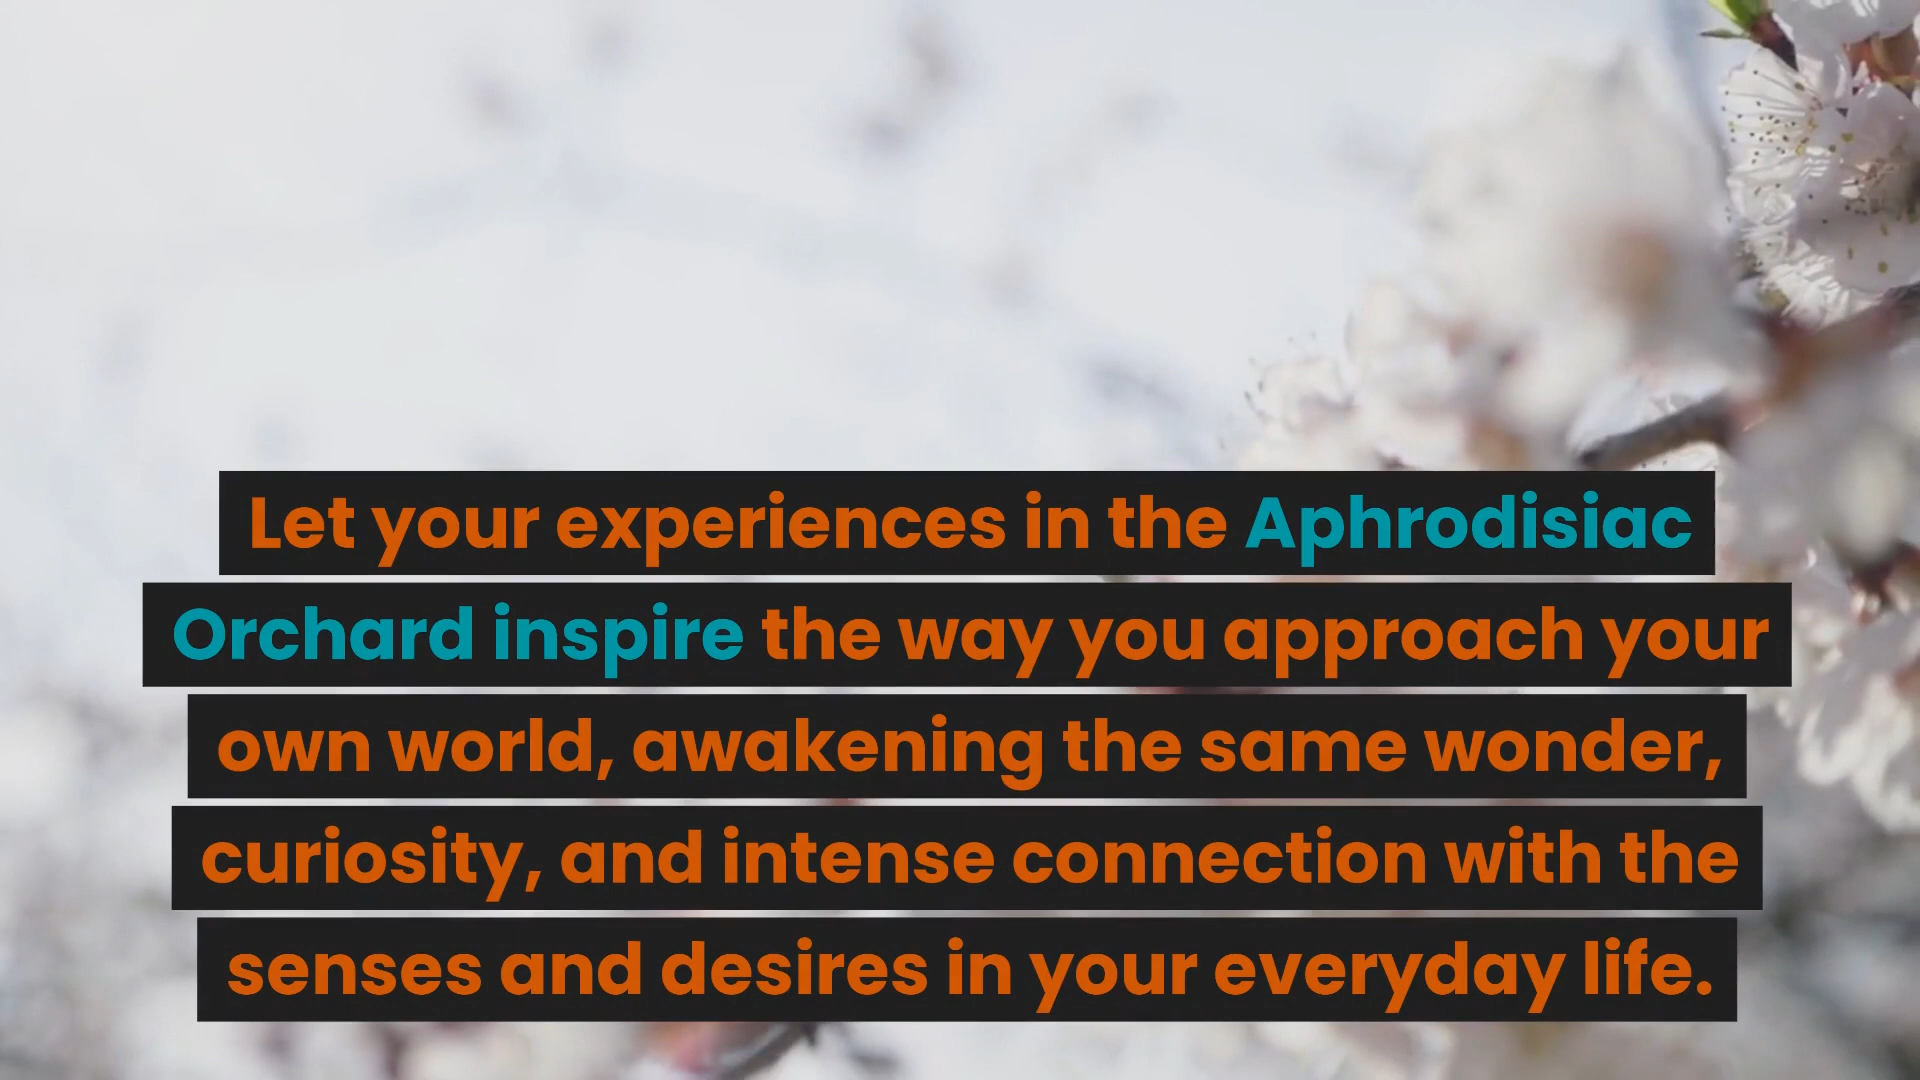 Let your experiences in the Aphrodisiac
Orchard inspire the way you approach your
own world, awakening the same wonder,
curiosity, and intense connection with the
senses and desires in your everyday life.